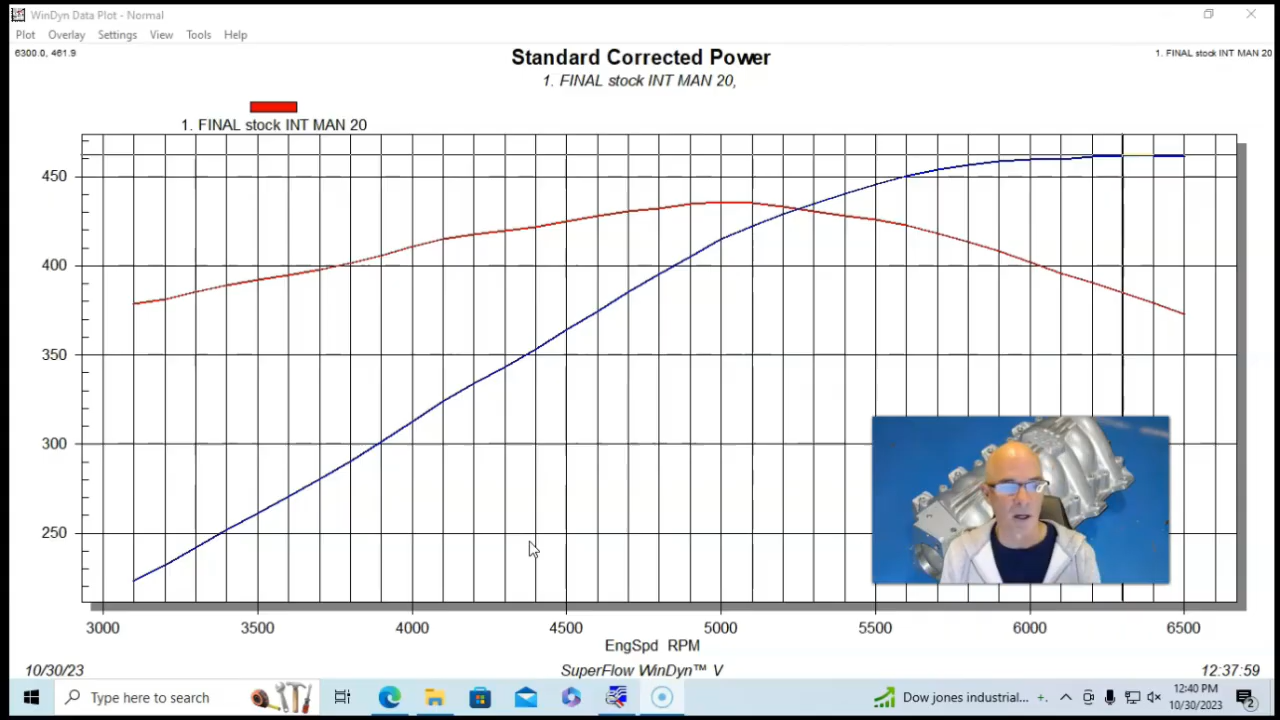 WinDyn Data Plot - Normal
Plot Overlay Settings View Tools Help
6300.0, 461.9
1. FINAL stock INT MAN 20
Standard Corrected Power
1. FINAL stock INT MAN 20,
1. FINAL stock INT MAN 20
450
400
350
300
250
3000 3500 4000 4500 5000 5500 6000 6500
EngSpd RPM
10/30/23
SuperFlow WinDyn™ V
12:37:59
Type here to search
Dow jones industrial... +.
12:40 PM
10/30/2023
2